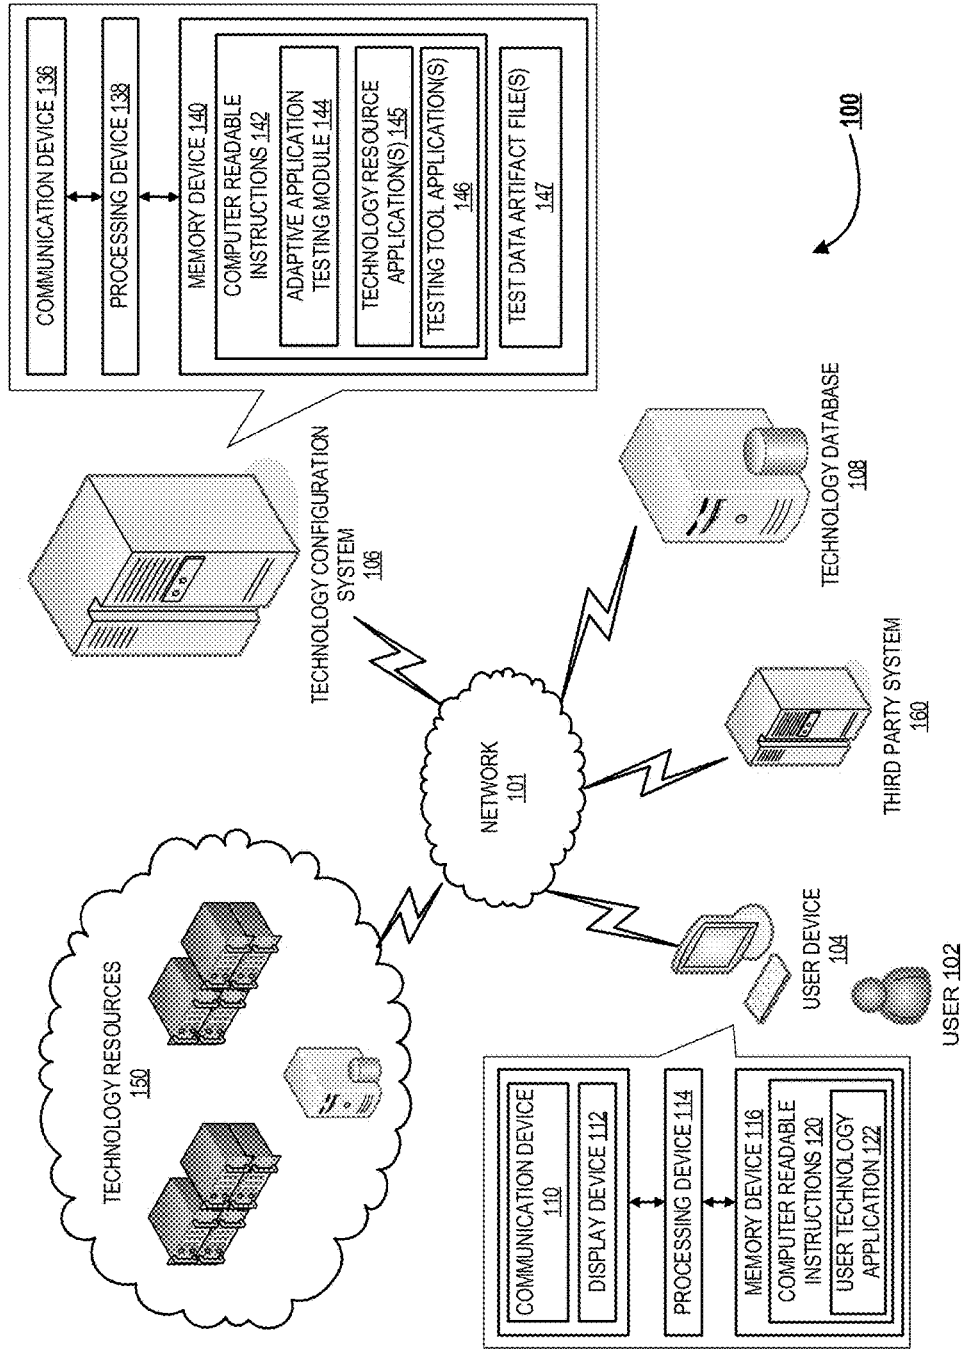 COMMUNICATION DEVICE 136
PROCESSING DEVICE 138
MEMORY DEVICE 140
COMPUTER READABLE
INSTRUCTIONS 142
ADAPTIVE APPLICATION
TESTING MODULE 144
TECHNOLOGY RESOURCE
APPLICATION(S) 145
TESTING TOOL APPLICATION(S)
146
TEST DATA ARTIFACT FILE(S)
147
100
TECHNOLOGY CONFIGURATION
SYSTEM
106
TECHNOLOGY DATABASE
108
TECHNOLOGY RESOURCES
150
NETWORK
101
THIRD PARTY SYSTEM
160
USER DEVICE
104
USER 102
COMMUNICATION DEVICE
110
DISPLAY DEVICE 112
PROCESSING DEVICE 114
MEMORY DEVICE 116
COMPUTER READABLE
INSTRUCTIONS 120
USER TECHNOLOGY
APPLICATION 122